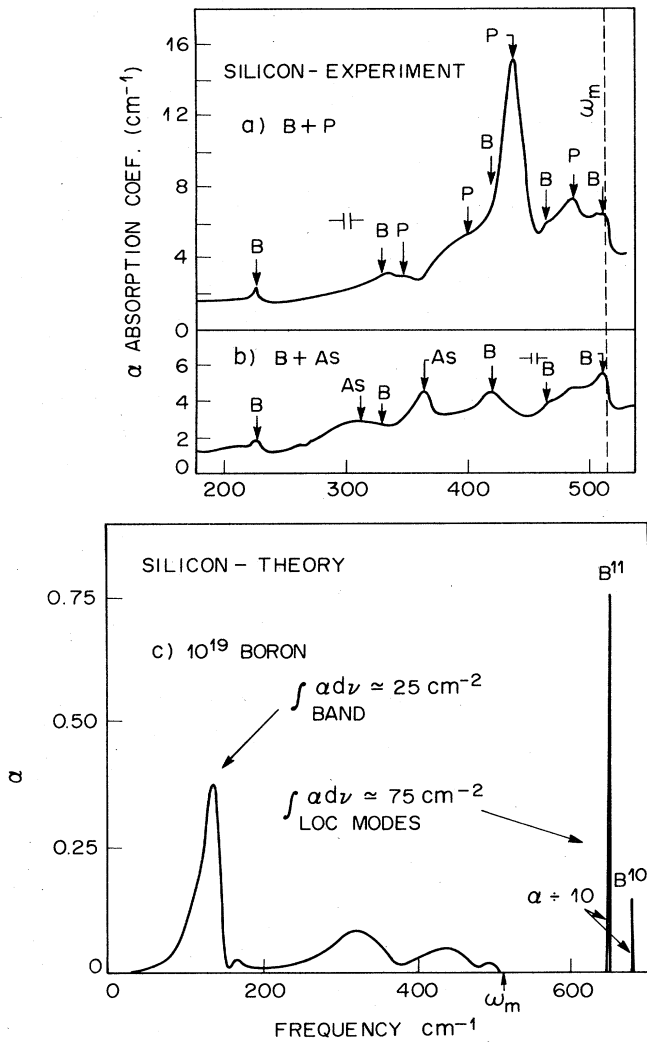 16
SILICON - EXPERIMENT
a) B + P
12
8
4
0
α ABSORPTION COEF. (cm⁻¹)
P
B
P
B
P
B
P
B
B
ωm
b) B + As
6
4
2
0
B
As
B
As
B
B
B
200
300
400
500
SILICON - THEORY
c) 10¹⁹ BORON
0.75
0.50
0.25
0
α
∫ αdν ≃ 25 cm⁻²
BAND
∫ αdν ≃ 75 cm⁻²
LOC MODES
B¹¹
B¹⁰
α ÷ 10
0
200
400
ωm
600
FREQUENCY cm⁻¹